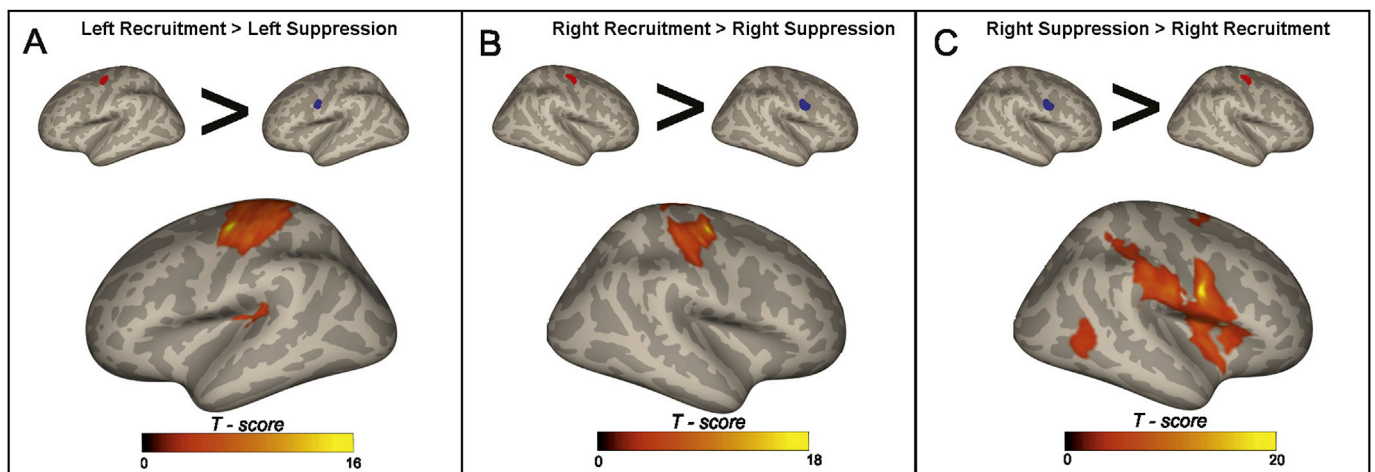 A
Left Recruitment > Left Suppression
>
T - score
0
16
B
Right Recruitment > Right Suppression
>
T - score
0
18
C
Right Suppression > Right Recruitment
>
T - score
0
20